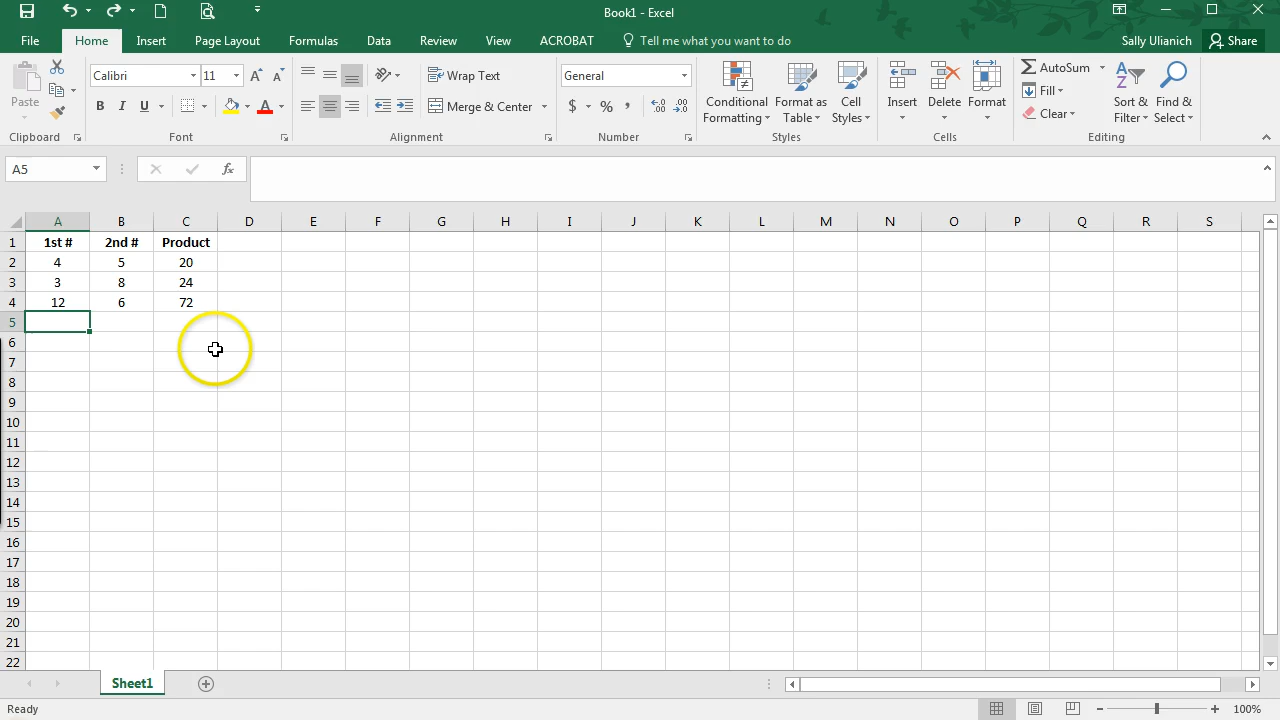 Book1 - Excel
File Home Insert Page Layout Formulas Data Review View ACROBAT Tell me what you want to do Sally Ulianich Share
Paste
Clipboard
Calibri 11 A A
B I U A
Font
Wrap Text
Merge & Center
Alignment
General
$ % ,
Number
Conditional Formatting
Format as Table
Cell Styles
Styles
Insert Delete Format
Cells
AutoSum
Fill
Clear
Sort & Filter
Find & Select
Editing
A5 fx
A B C D E F G H I J K L M N O P Q R S
1 1st # 2nd # Product
2 4 5 20
3 3 8 24
4 12 6 72
5
6
7
8
9
10
11
12
13
14
15
16
17
18
19
20
21
22
Sheet1
Ready 100%